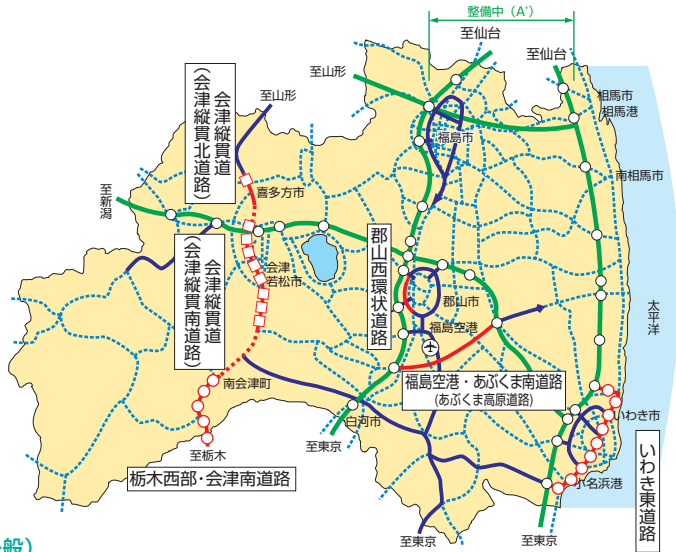 整備中（A'）
至仙台
至仙台
至山形
相馬市
相馬港
会津縦貫道
（会津縦貫北道路）
至山形
福島市
喜多方市
南相馬市
至新潟
郡山西環状道路
会津縦貫道
（会津縦貫南道路）
会津
若松市
郡山市
福島空港
太平洋
福島空港・あぶくま南道路
（あぶくま高原道路）
南会津町
白河市
いわき市
至東京
至栃木
栃木西部・会津南道路
小名浜港
いわき東道路
至東京
至東京
般）